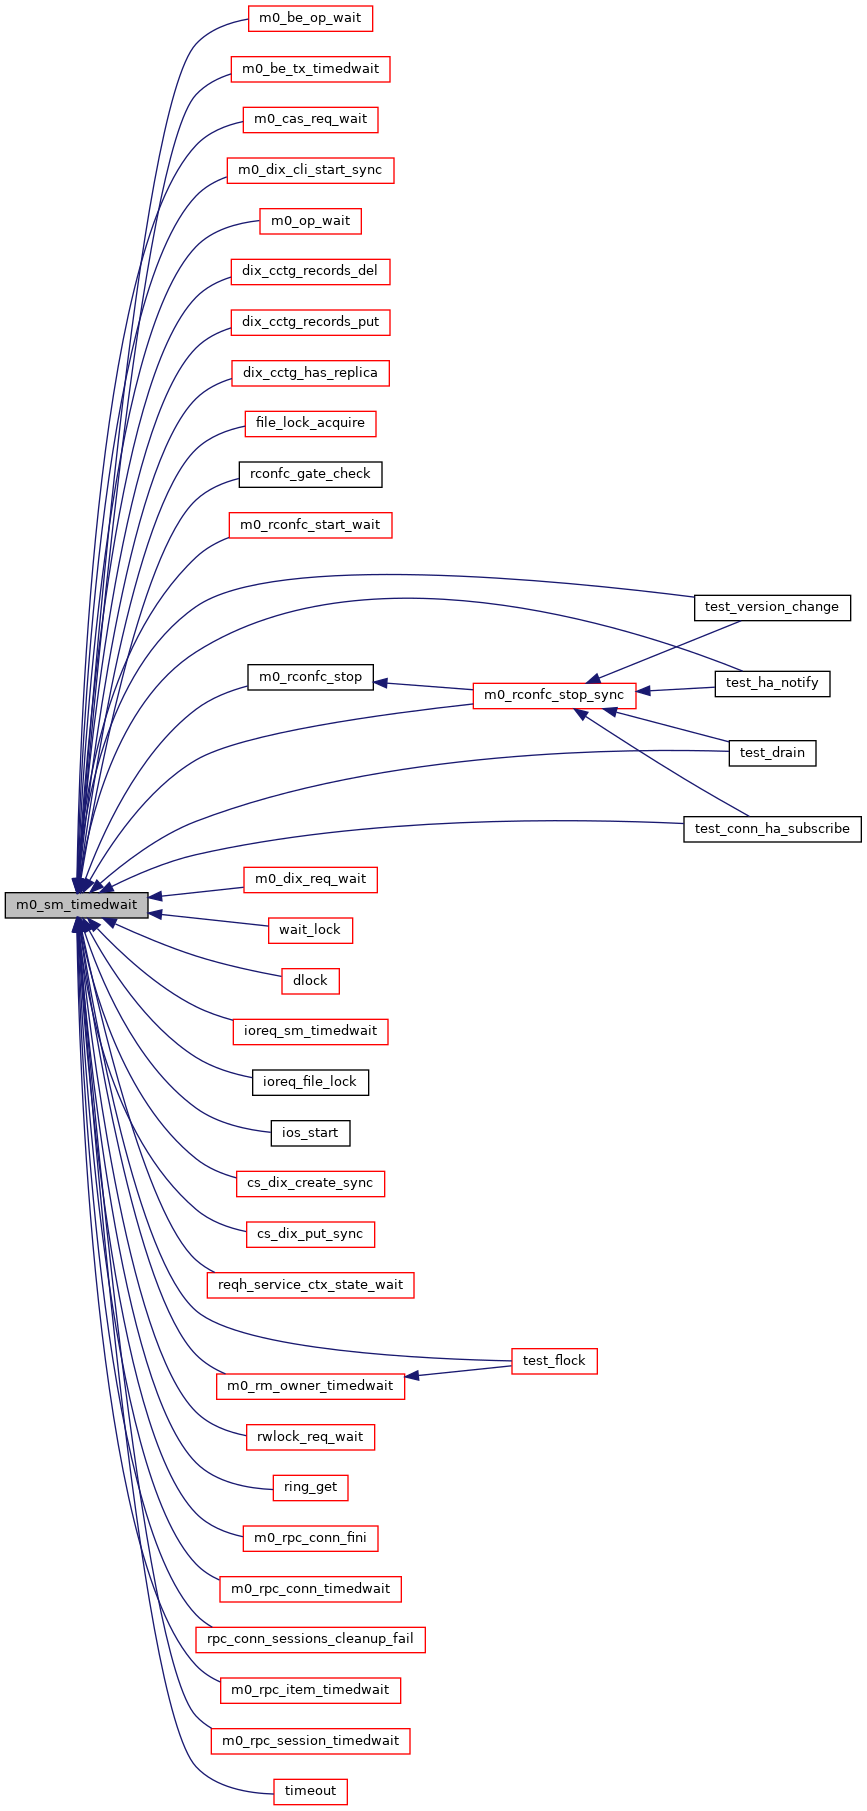 m0_be_op_wait
m0_be_tx_timedwait
m0_cas_req_wait
m0_dix_cli_start_sync
m0_op_wait
dix_cctg_records_del
dix_cctg_records_put
dix_cctg_has_replica
file_lock_acquire
rconfc_gate_check
m0_rconfc_start_wait
test_version_change
m0_rconfc_stop
test_ha_notify
m0_rconfc_stop_sync
test_drain
test_conn_ha_subscribe
m0_dix_req_wait
m0_sm_timedwait
wait_lock
dlock
ioreq_sm_timedwait
ioreq_file_lock
ios_start
cs_dix_create_sync
cs_dix_put_sync
reqh_service_ctx_state_wait
test_flock
m0_rm_owner_timedwait
rwlock_req_wait
ring_get
m0_rpc_conn_fini
m0_rpc_conn_timedwait
rpc_conn_sessions_cleanup_fail
m0_rpc_item_timedwait
m0_rpc_session_timedwait
timeout